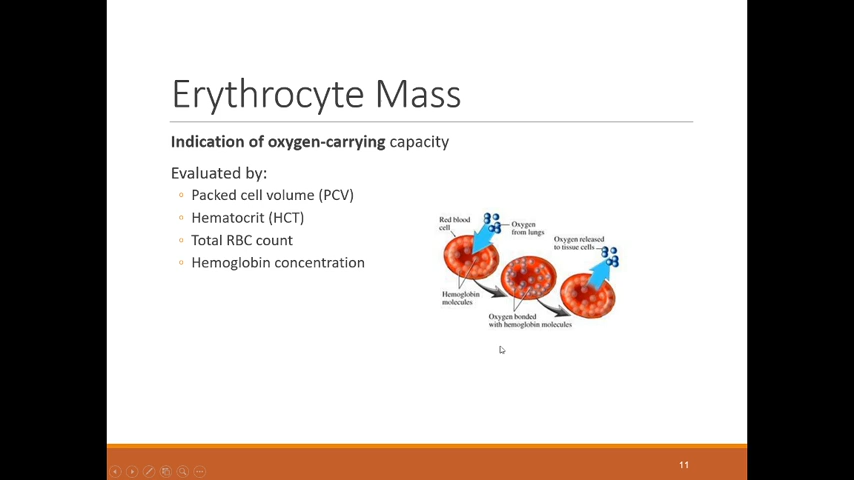 Erythrocyte Mass
Indication of oxygen-carrying capacity
Evaluated by:
Packed cell volume (PCV)
Hematocrit (HCT)
Total RBC count
Hemoglobin concentration
Red blood
cell
Oxygen
from lungs
Oxygen released
to tissue cells
Hemoglobin
molecules
Oxygen bonded
with hemoglobin molecules
11